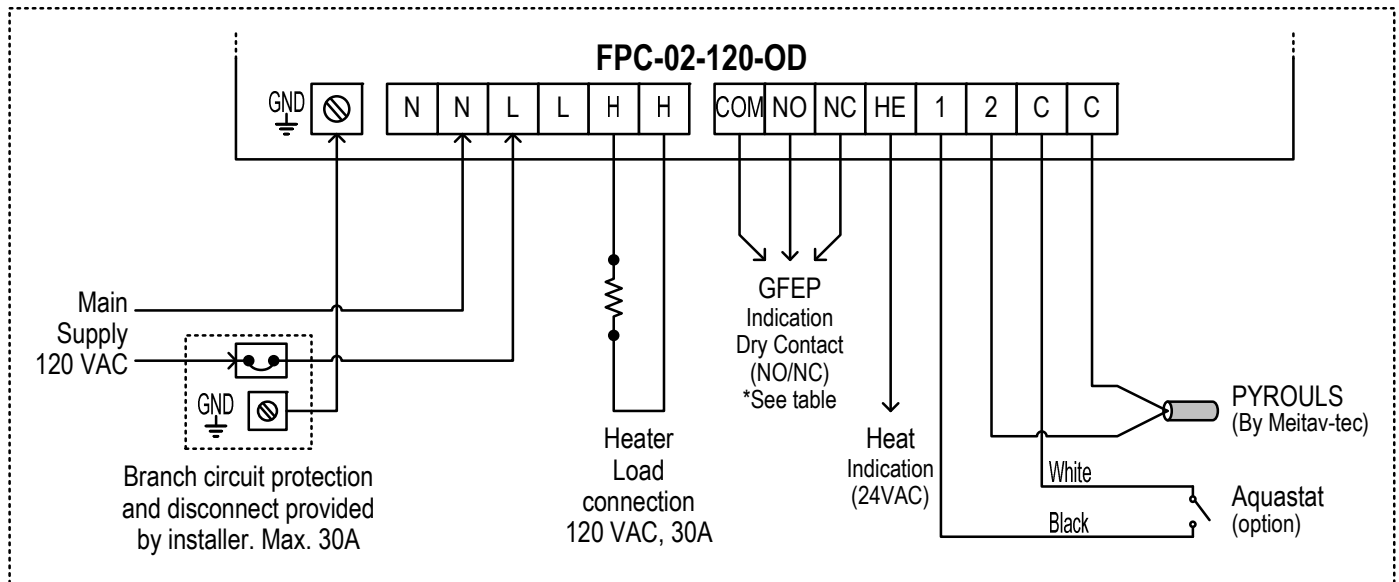 FPC-02-120-OD
GND
N N L L H H COM NO NC HE 1 2 C C
Main
Supply
120 VAC
GND
Branch circuit protection
and disconnect provided
by installer. Max. 30A
Heater
Load
connection
120 VAC, 30A
GFEP
Indication
Dry Contact
(NO/NC)
*See table
Heat
Indication
(24VAC)
PYROULS
(By Meitav-tec)
White
Black
Aquastat
(option)